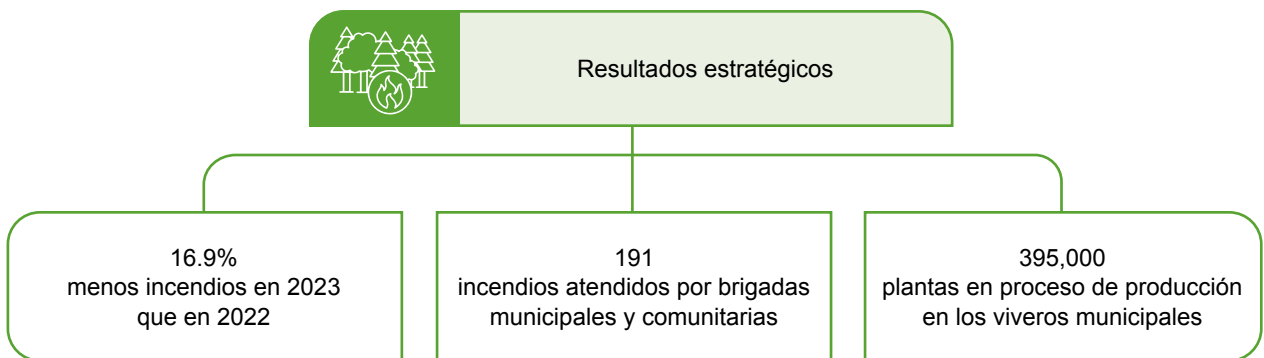 Resultados estratégicos
16.9%
menos incendios en 2023
que en 2022
191
incendios atendidos por brigadas
municipales y comunitarias
395,000
plantas en proceso de producción
en los viveros municipales